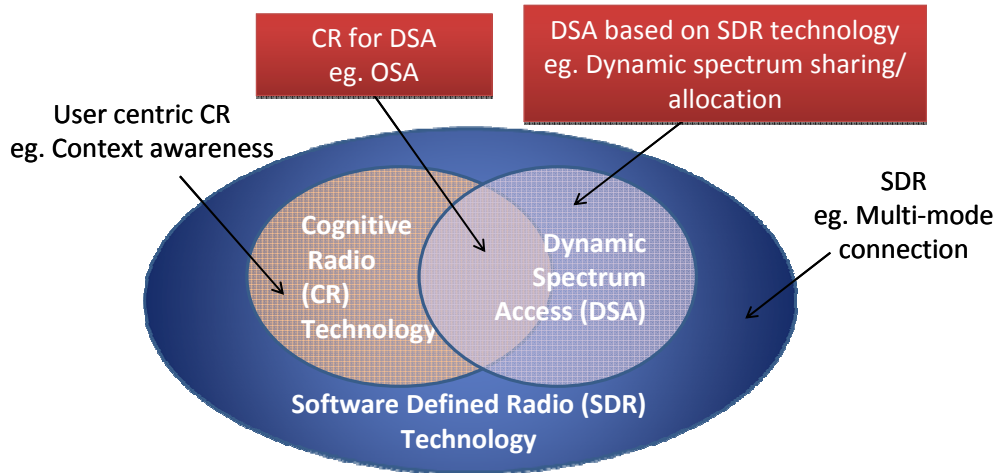 CR for DSA
eg. OSA
DSA based on SDR technology
eg. Dynamic spectrum sharing/
allocation
User centric CR
eg. Context awareness
SDR
eg. Multi-mode
connection
Cognitive
Radio
(CR)
Technology
Dynamic
Spectrum
Access (DSA)
Software Defined Radio (SDR)
Technology